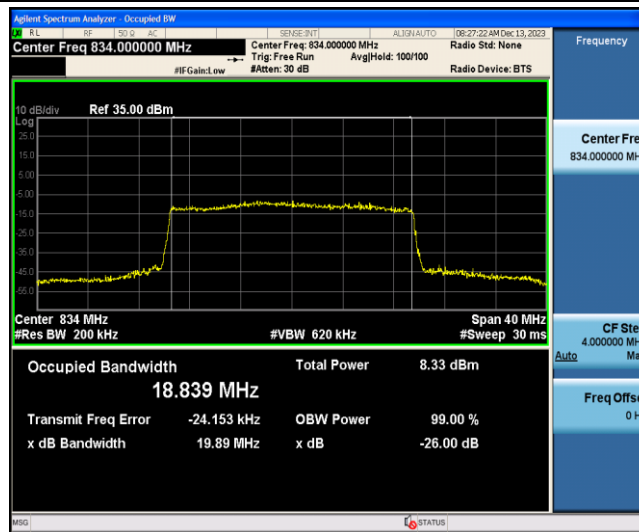 Agilent Spectrum Analyzer - Occupied BW
RL RF 50 Ω AC SENSE:INT ALIGN AUTO 08:27:22 AM Dec 13, 2023
Center Freq 834.000000 MHz Center Freq: 834.000000 MHz Radio Std: None Frequency
Trig: Free Run Avg|Hold: 100/100
#IFGain:Low #Atten: 30 dB Radio Device: BTS
10 dB/div Ref 35.00 dBm
Log
25.0
15.0
5.00
-5.00
-15.0
-25.0
-35.0
-45.0
-55.0
Center Fre
834.000000 MH
Center 834 MHz Span 40 MHz
#Res BW 200 kHz #VBW 620 kHz #Sweep 30 ms
CF Ste
4.000000 MH
Auto Ma
Occupied Bandwidth Total Power 8.33 dBm
18.839 MHz
Transmit Freq Error -24.153 kHz OBW Power 99.00 %
x dB Bandwidth 19.89 MHz x dB -26.00 dB
Freq Offs
0 H
MSG STATUS